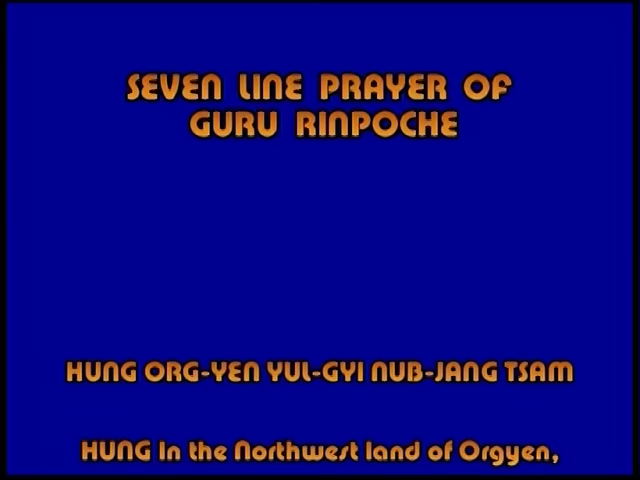 SEVEN LINE PRAYER OF
GURU RINPOCHE
HUNG ORG-YEN YUL-GYI NUB-JANG TSAM
HUNG In the Northwest land of Orgyen,